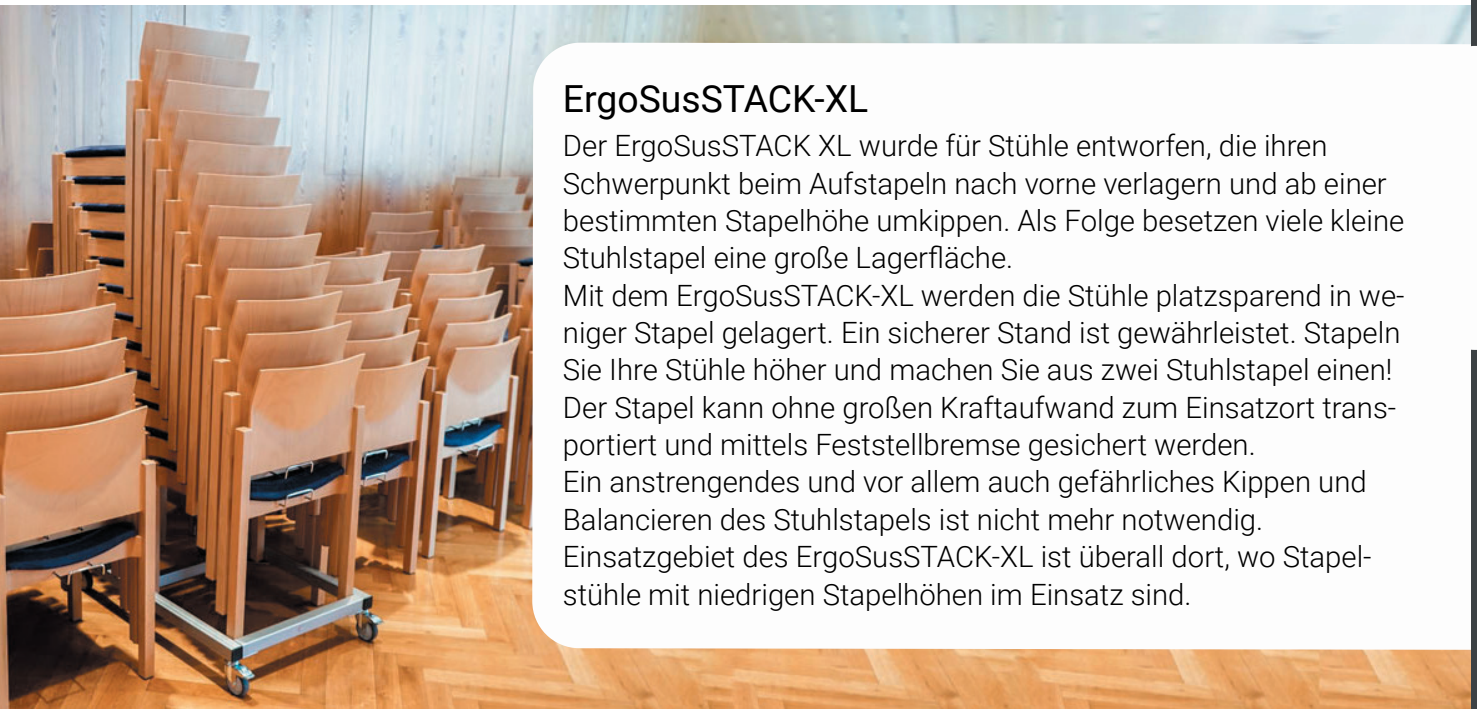 ErgoSusSTACK-XL
Der ErgoSusSTACK XL wurde für Stühle entworfen, die ihren
Schwerpunkt beim Aufstapeln nach vorne verlagern und ab einer
bestimmten Stapelhöhe umkippen. Als Folge besetzen viele kleine
Stuhlstapel eine große Lagerfläche.
Mit dem ErgoSusSTACK-XL werden die Stühle platzsparend in we-
niger Stapel gelagert. Ein sicherer Stand ist gewährleistet. Stapeln
Sie Ihre Stühle höher und machen Sie aus zwei Stuhlstapel einen!
Der Stapel kann ohne großen Kraftaufwand zum Einsatzort trans-
portiert und mittels Feststellbremse gesichert werden.
Ein anstrengendes und vor allem auch gefährliches Kippen und
Balancieren des Stuhlstapels ist nicht mehr notwendig.
Einsatzgebiet des ErgoSusSTACK-XL ist überall dort, wo Stapel-
stühle mit niedrigen Stapelhöhen im Einsatz sind.